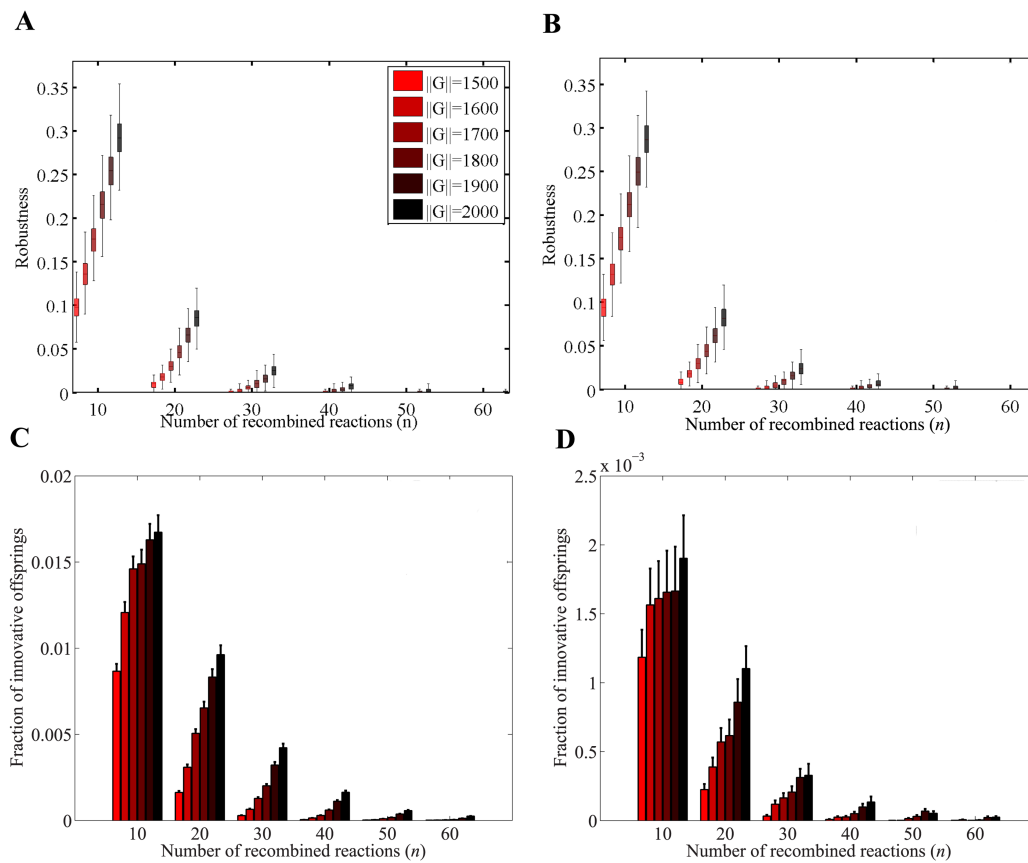 A
B
Robustness
0.35
0.3
0.25
0.2
0.15
0.1
0.05
0
10
20
30
40
50
60
Number of recombined reactions (n)
||G||=1500
||G||=1600
||G||=1700
||G||=1800
||G||=1900
||G||=2000
Robustness
0.35
0.3
0.25
0.2
0.15
0.1
0.05
0
10
20
30
40
50
60
Number of recombined reactions (n)
C
D
Fraction of innovative offsprings
0.02
0.015
0.01
0.005
0
10
20
30
40
50
60
Number of recombined reactions (n)
Fraction of innovative offsprings
x 10⁻³
2.5
2
1.5
1
0.5
0
10
20
30
40
50
60
Number of recombined reactions (n)